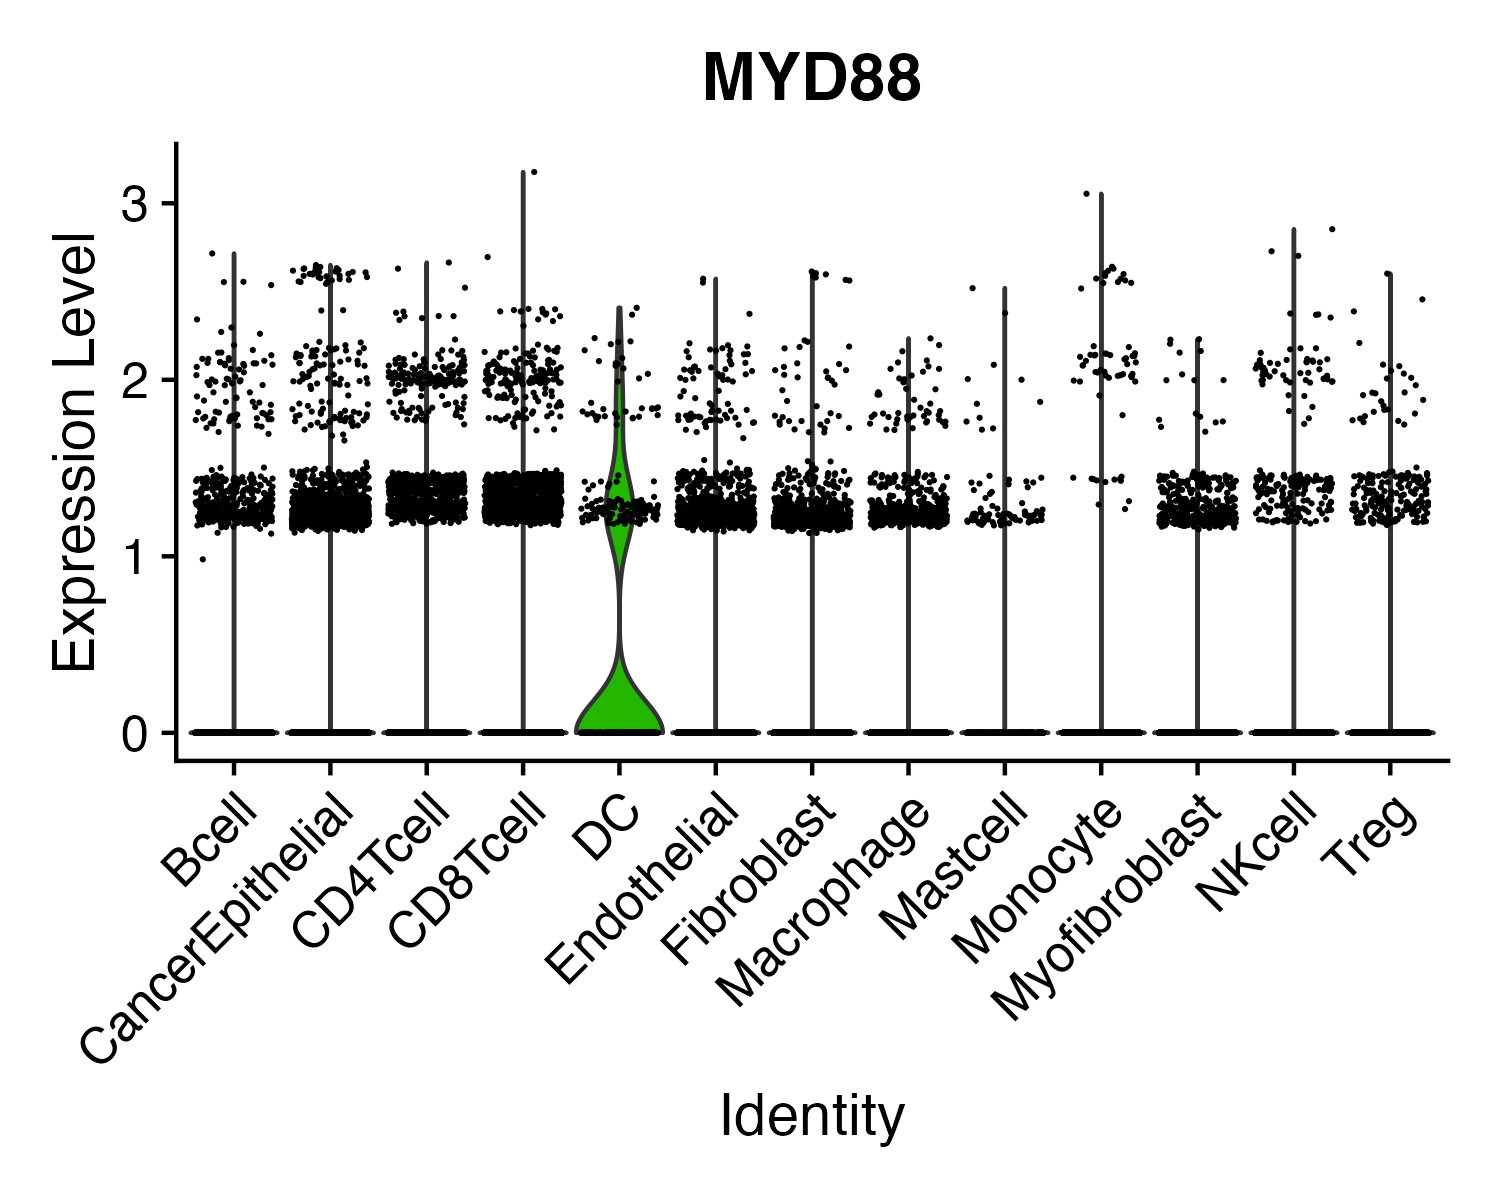 MYD88
Expression Level
3
2
1
0
Bcell
CancerEpithelial
CD4Tcell
CD8Tcell
DC
Endothelial
Fibroblast
Macrophage
Mastcell
Monocyte
Myofibroblast
NKcell
Treg
Identity